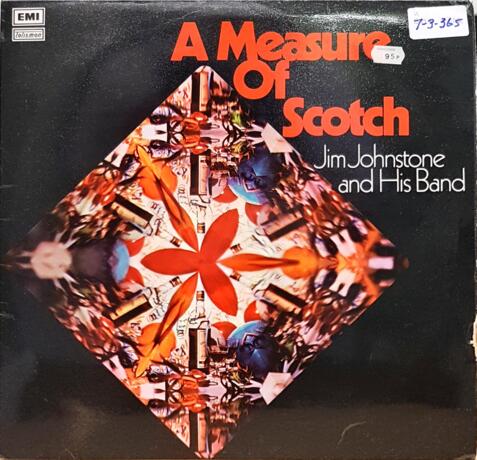 EMI
Talisman
7-3-365
A Measure
95P
Of
Scotch
Jim Johnstone
and His Band